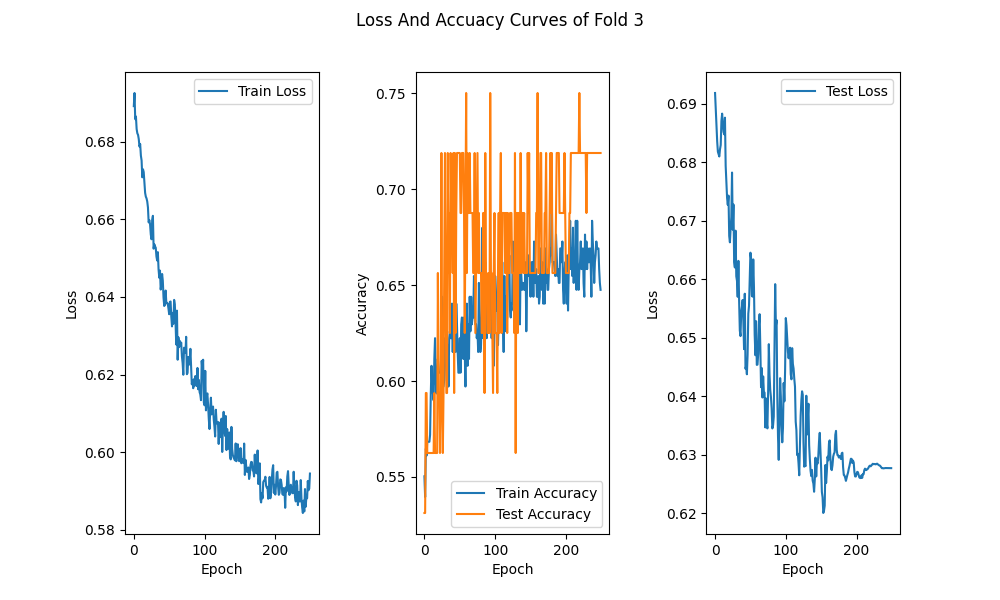 Loss And Accuacy Curves of Fold 3
Train Loss
0.68
0.66
0.64
0.62
0.60
0.58
Loss
0 100 200
Epoch
0.75
0.70
0.65
0.60
0.55
Accuracy
Train Accuracy
Test Accuracy
0 100 200
Epoch
Test Loss
0.69
0.68
0.67
0.66
0.65
0.64
0.63
0.62
Loss
0 100 200
Epoch